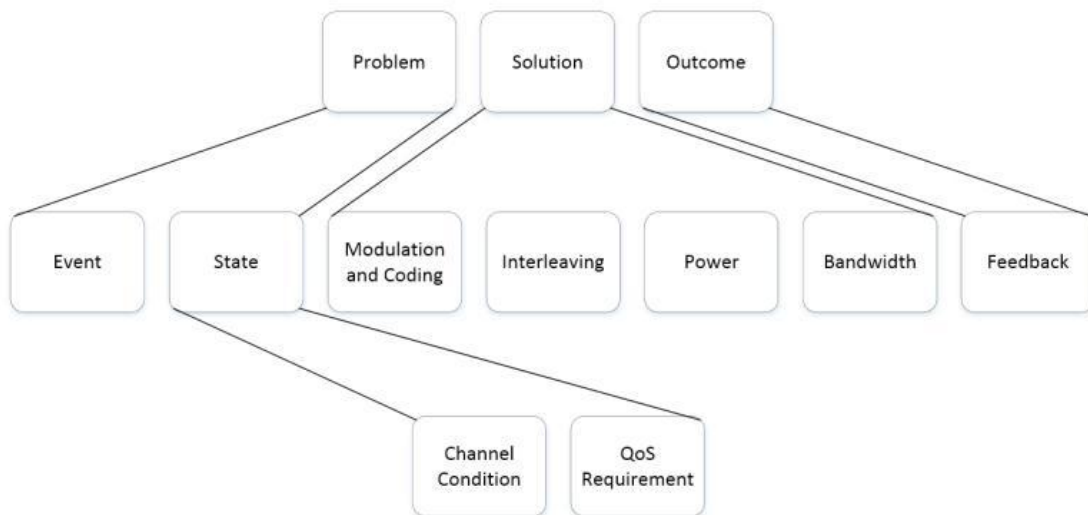 Problem
Solution
Outcome
Event
State
Modulation
and Coding
Interleaving
Power
Bandwidth
Feedback
Channel
Condition
QoS
Requirement